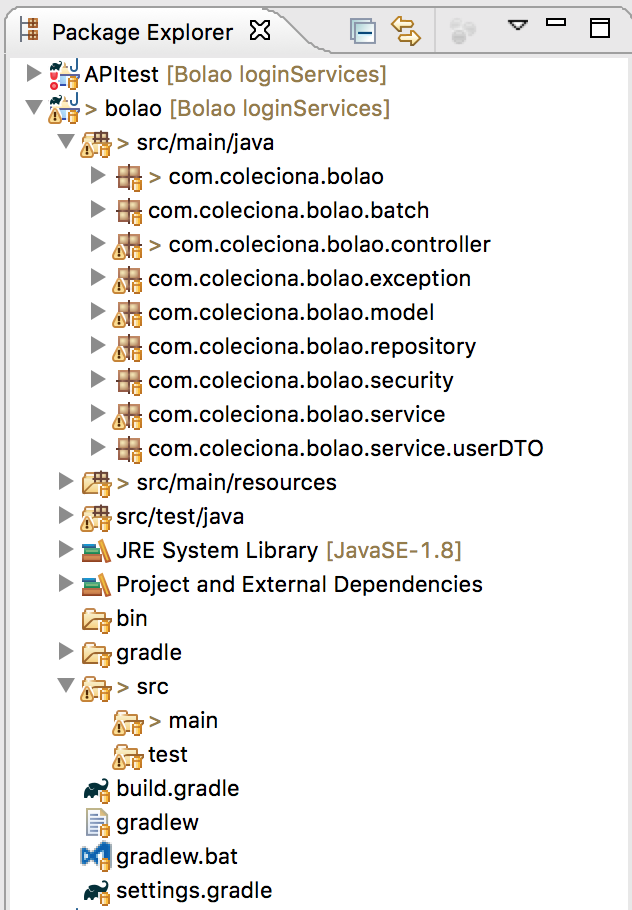 Package Explorer
APItest [Bolao loginServices]
> bolao [Bolao loginServices]
> src/main/java
> com.coleciona.bolao
com.coleciona.bolao.batch
> com.coleciona.bolao.controller
com.coleciona.bolao.exception
com.coleciona.bolao.model
com.coleciona.bolao.repository
com.coleciona.bolao.security
com.coleciona.bolao.service
com.coleciona.bolao.service.userDTO
> src/main/resources
src/test/java
JRE System Library [JavaSE-1.8]
Project and External Dependencies
bin
gradle
> src
> main
test
build.gradle
gradlew
gradlew.bat
settings.gradle